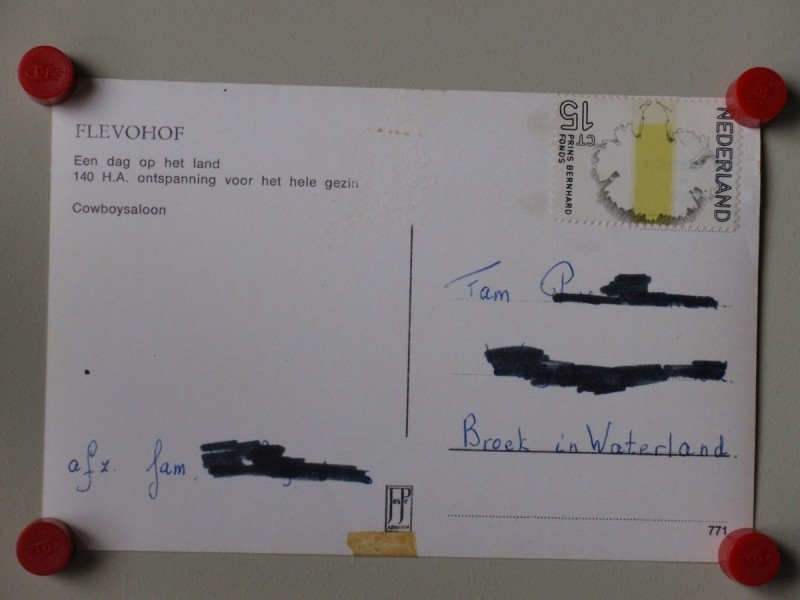 FLEVOHOF
Een dag op het land
140 H.A. ontspanning voor het hele gezin
Cowboysaloon
NEDERLAND
15 CT
PRINS BERNHARD
FONDS
Fam
Broek in Waterland.
afz. fam.
771